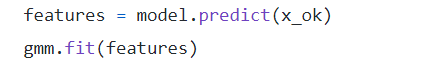 features = model.predict(x_ok)
gmm.fit(features)